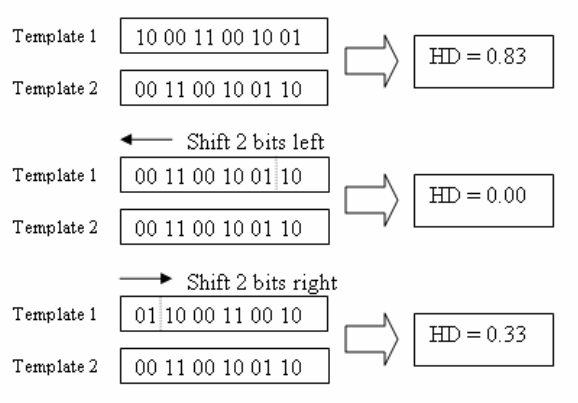 Template 1 10 00 11 00 10 01 HD = 0.83
Template 2 00 11 00 10 01 10
Shift 2 bits left
Template 1 00 11 00 10 01 10 HD = 0.00
Template 2 00 11 00 10 01 10
Shift 2 bits right
Template 1 01 10 00 11 00 10 HD = 0.33
Template 2 00 11 00 10 01 10